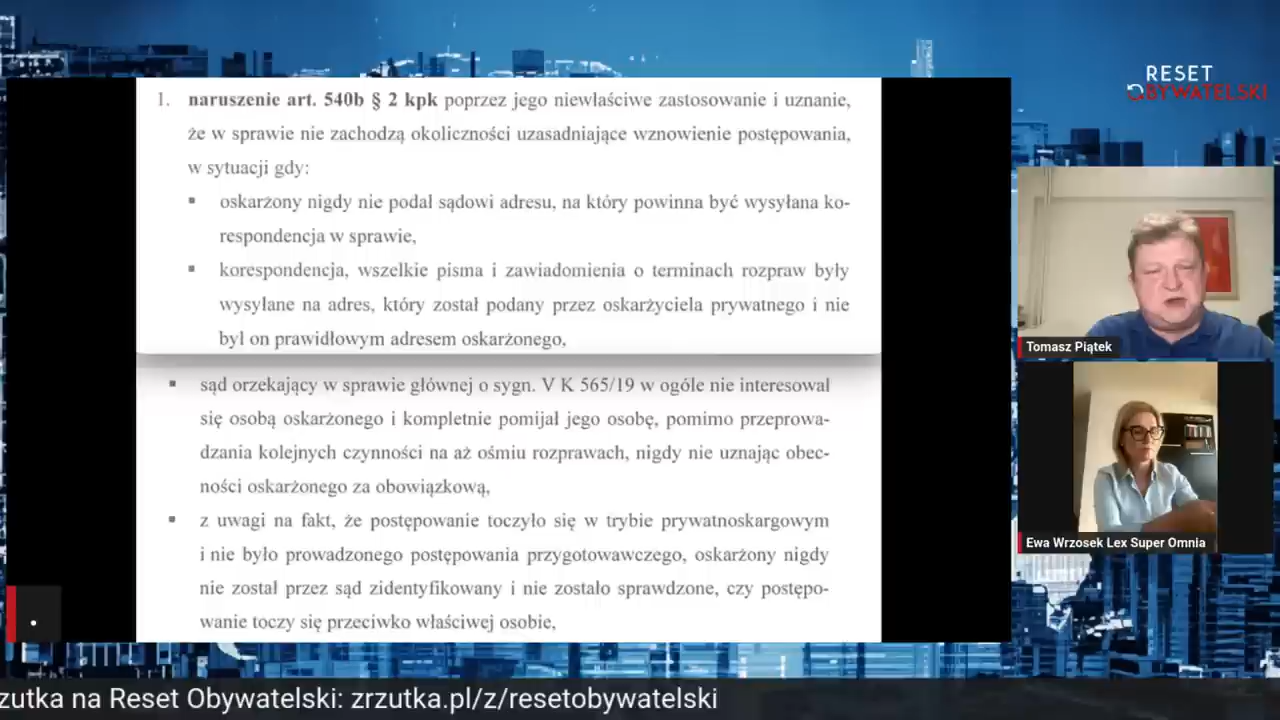 1. naruszenie art. 540b § 2 kpk poprzez jego niewłaściwe zastosowanie i uznanie,
że w sprawie nie zachodzą okoliczności uzasadniające wznowienie postępowania,
w sytuacji gdy:
▪ oskarżony nigdy nie podał sądowi adresu, na który powinna być wysyłana ko-
respondencja w sprawie,
▪ korespondencja, wszelkie pisma i zawiadomienia o terminach rozpraw były
wysyłane na adres, który został podany przez oskarżyciela prywatnego i nie
był on prawidłowym adresem oskarżonego,
▪ sąd orzekający w sprawie głównej o sygn. V K 565/19 w ogóle nie interesował
się osobą oskarżonego i kompletnie pomijał jego osobę, pomimo przeprowa-
dzania kolejnych czynności na aż ośmiu rozprawach, nigdy nie uznając obec-
ności oskarżonego za obowiązkową,
▪ z uwagi na fakt, że postępowanie toczyło się w trybie prywatnoskargowym
i nie było prowadzonego postępowania przygotowawczego, oskarżony nigdy
nie został przez sąd zidentyfikowany i nie zostało sprawdzone, czy postępo-
wanie toczy się przeciwko właściwej osobie,
RESET
OBYWATELSKI
Tomasz Piątek
Ewa Wrzosek Lex Super Omnia
.
zutka na Reset Obywatelski: zrzutka.pl/z/resetobywatelski